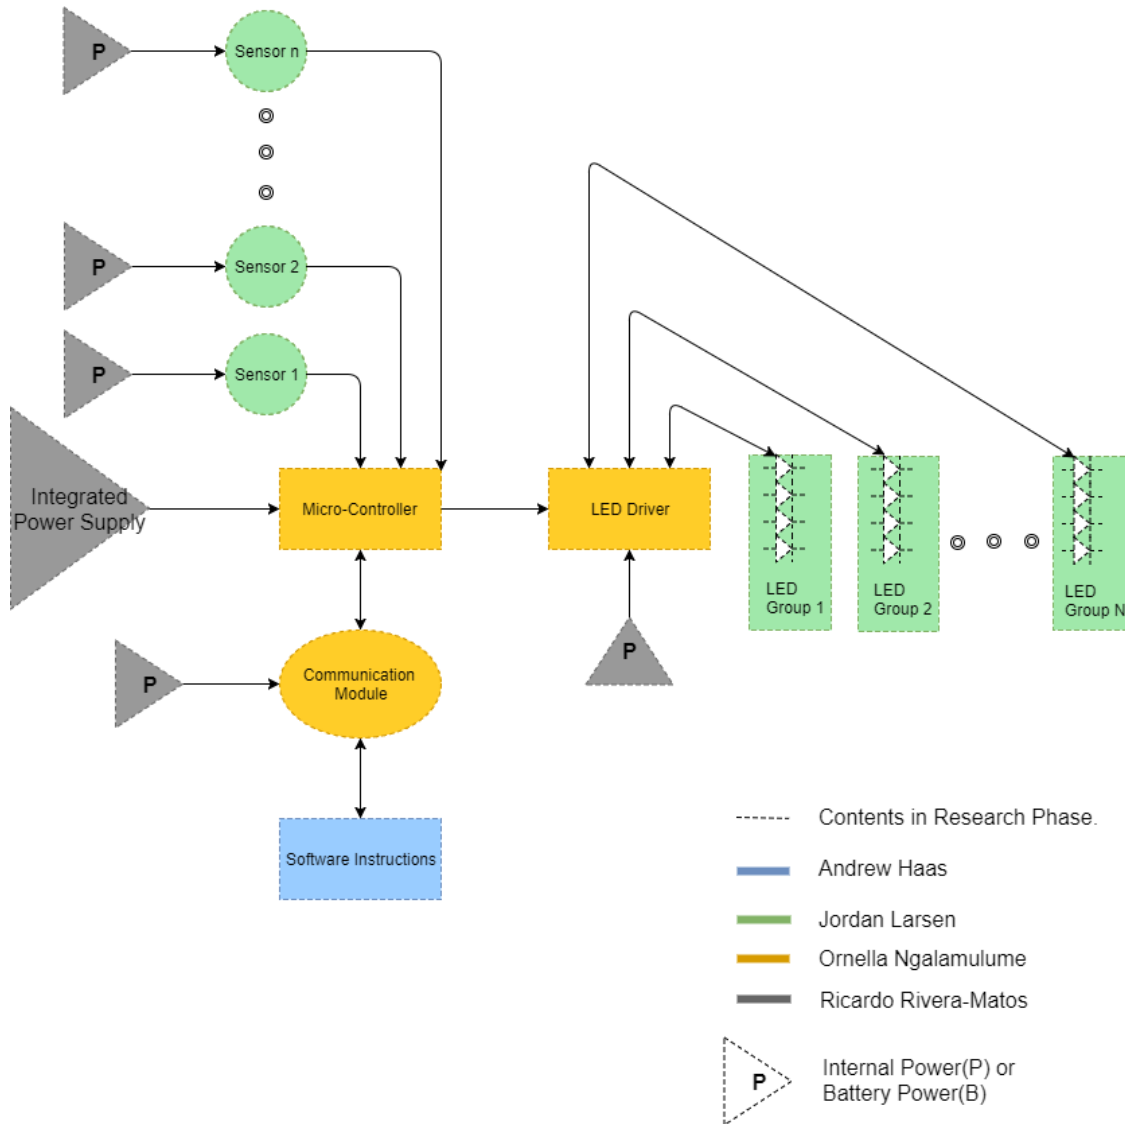 P
Sensor n
P
Sensor 2
P
Sensor 1
Integrated
Power Supply
Micro-Controller
LED Driver
LED
Group 1
LED
Group 2
LED
Group N
P
Communication
Module
P
Software Instructions
Contents in Research Phase.
Andrew Haas
Jordan Larsen
Ornella Ngalamulume
Ricardo Rivera-Matos
P
Internal Power(P) or
Battery Power(B)